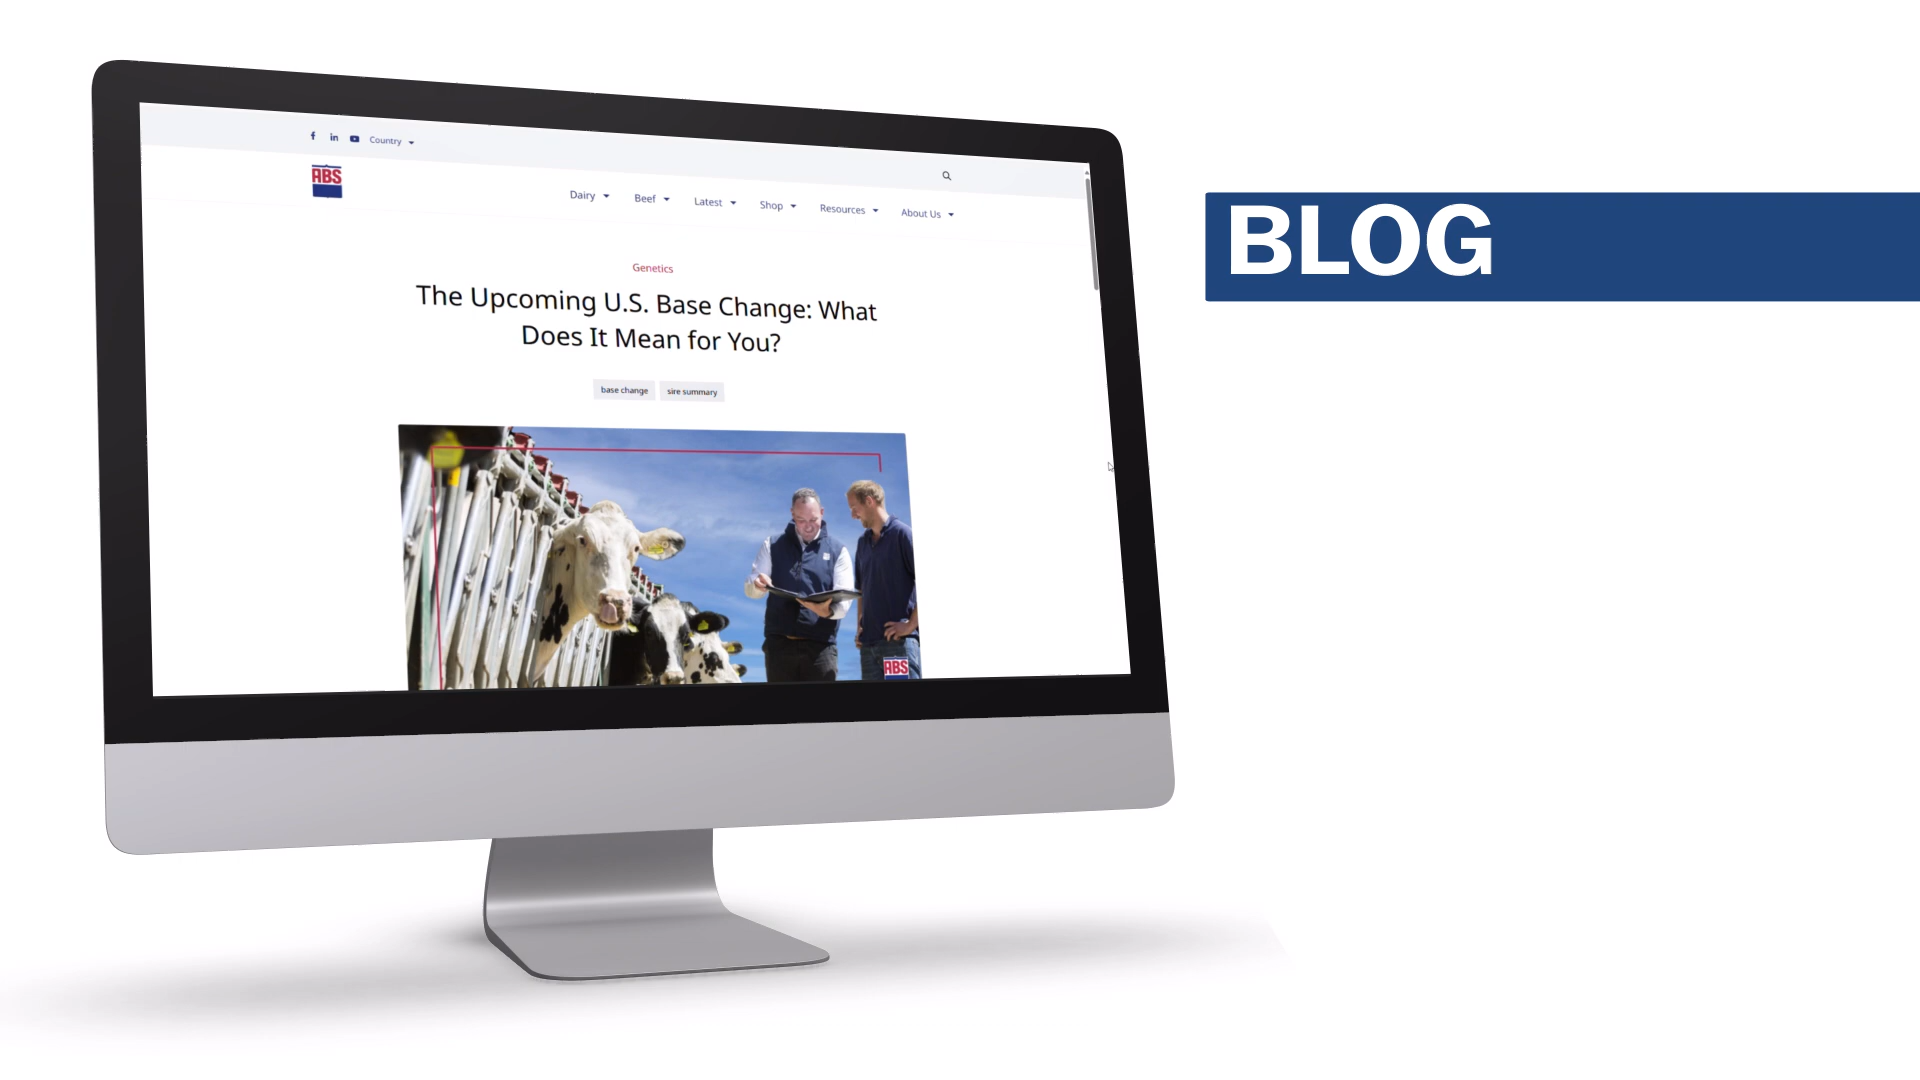 Country
ABS
Dairy
Beef
Latest
Shop
Resources
About Us
Genetics
The Upcoming U.S. Base Change: What
Does It Mean for You?
base change
sire summary
ABS
BLOG